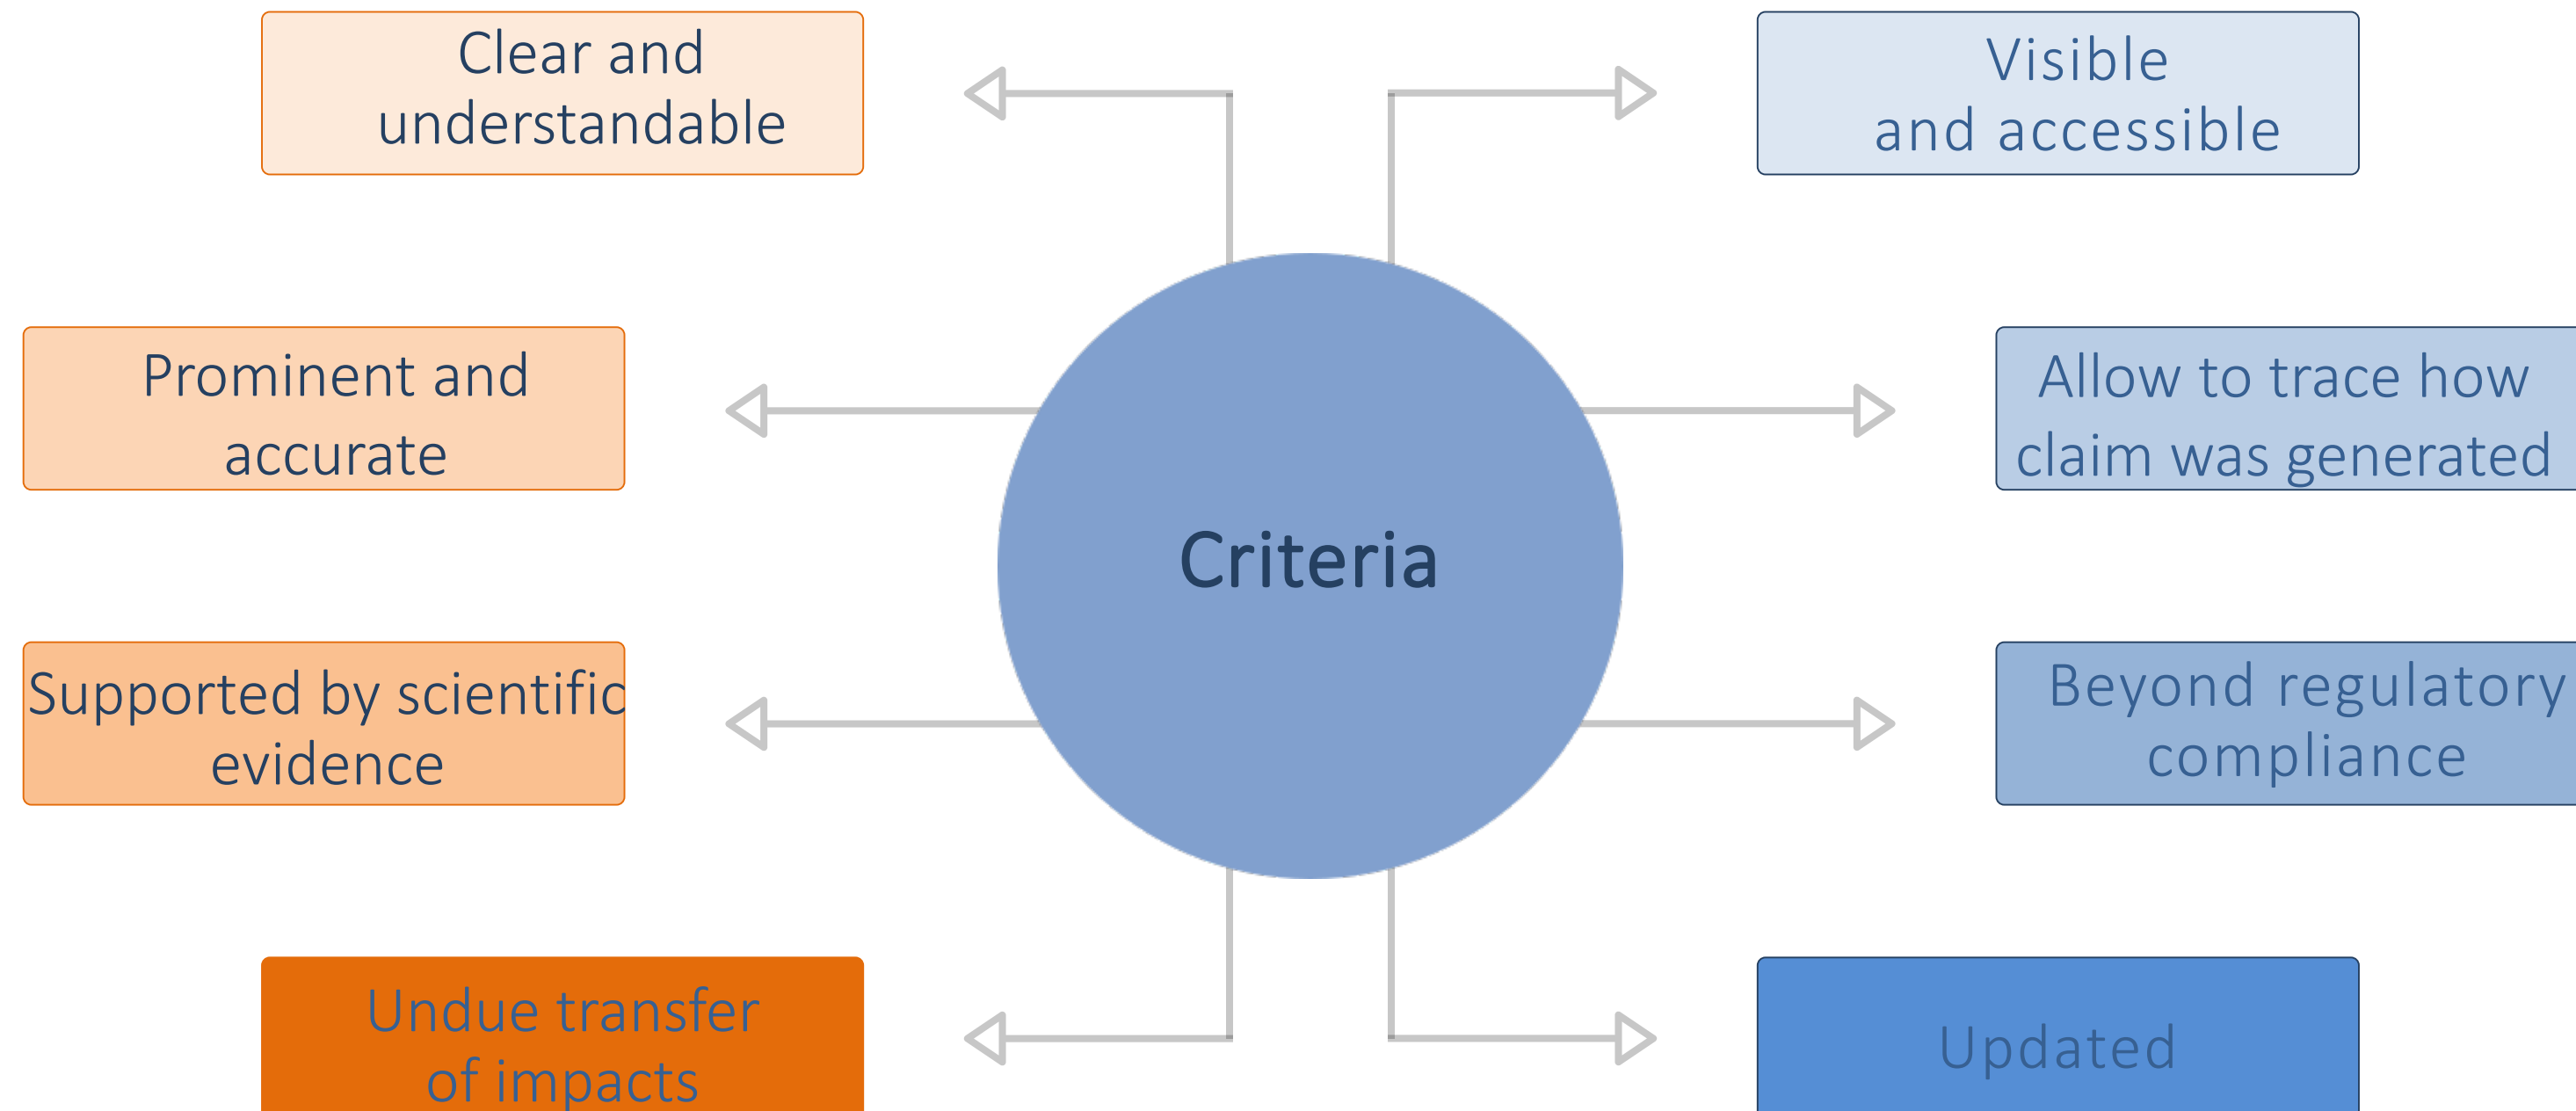 Clear and
understandable
Visible
and accessible
Prominent and
accurate
Allow to trace how
claim was generated
Criteria
Supported by scientific
evidence
Beyond regulatory
compliance
Undue transfer
of impacts
Updated